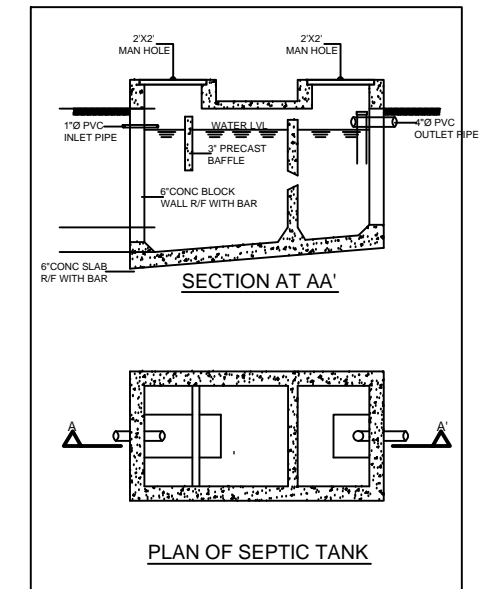 2'X2'
MAN HOLE
2'X2'
MAN HOLE
1"Ø PVC
INLET PIPE
WATER LVL
4"Ø PVC
OUTLET PIPE
3" PRECAST
BAFFLE
6"CONC BLOCK
WALL R/F WITH BAR
6"CONC SLAB
R/F WITH BAR
SECTION AT AA'
A
A'
PLAN OF SEPTIC TANK